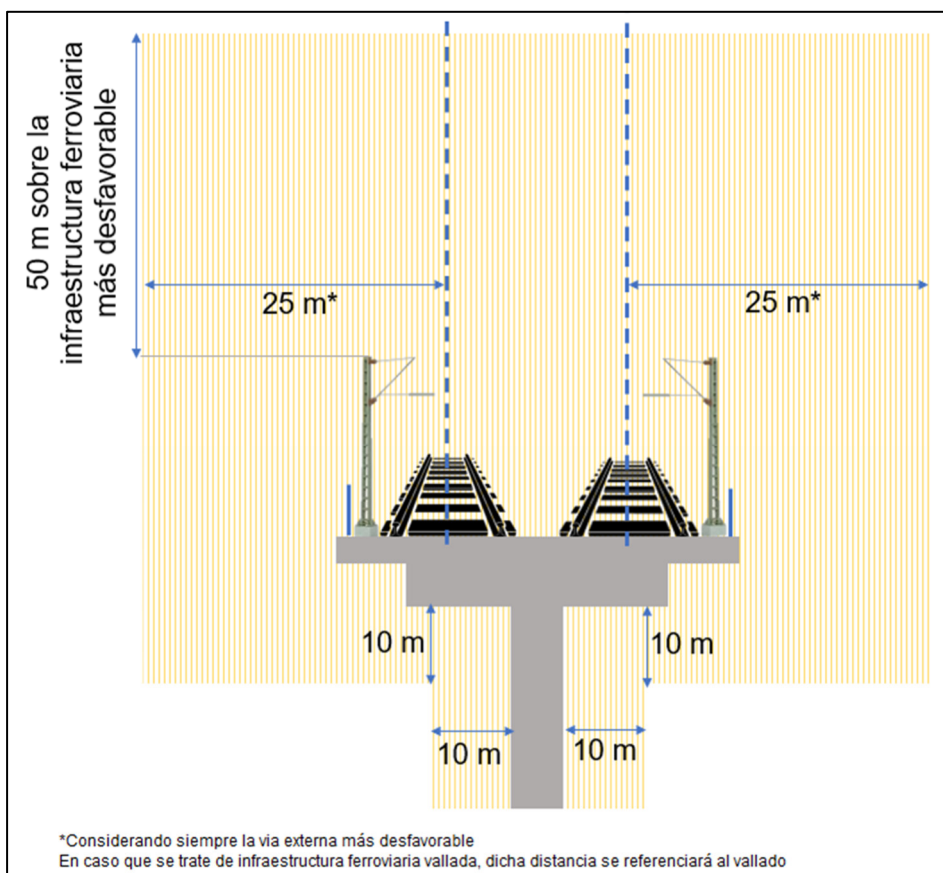 50 m sobre la
infraestructura ferroviaria
más desfavorable
25 m*
25 m*
10 m
10 m
10 m
10 m
*Considerando siempre la via externa más desfavorable
En caso que se trate de infraestructura ferroviaria vallada, dicha distancia se referenciará al vallado